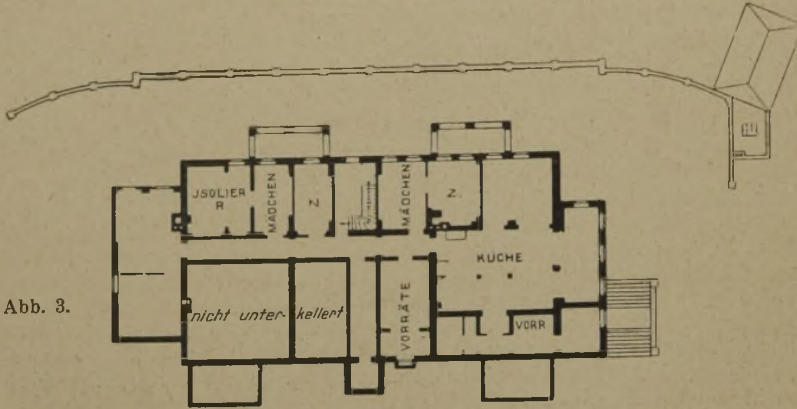 JSOLIER
R
MÄDCHEN
Z.
MÄDCHEN
Z.
KÜCHE
Abb. 3.
nicht unter-
kellert
VORRÄTE
VORR